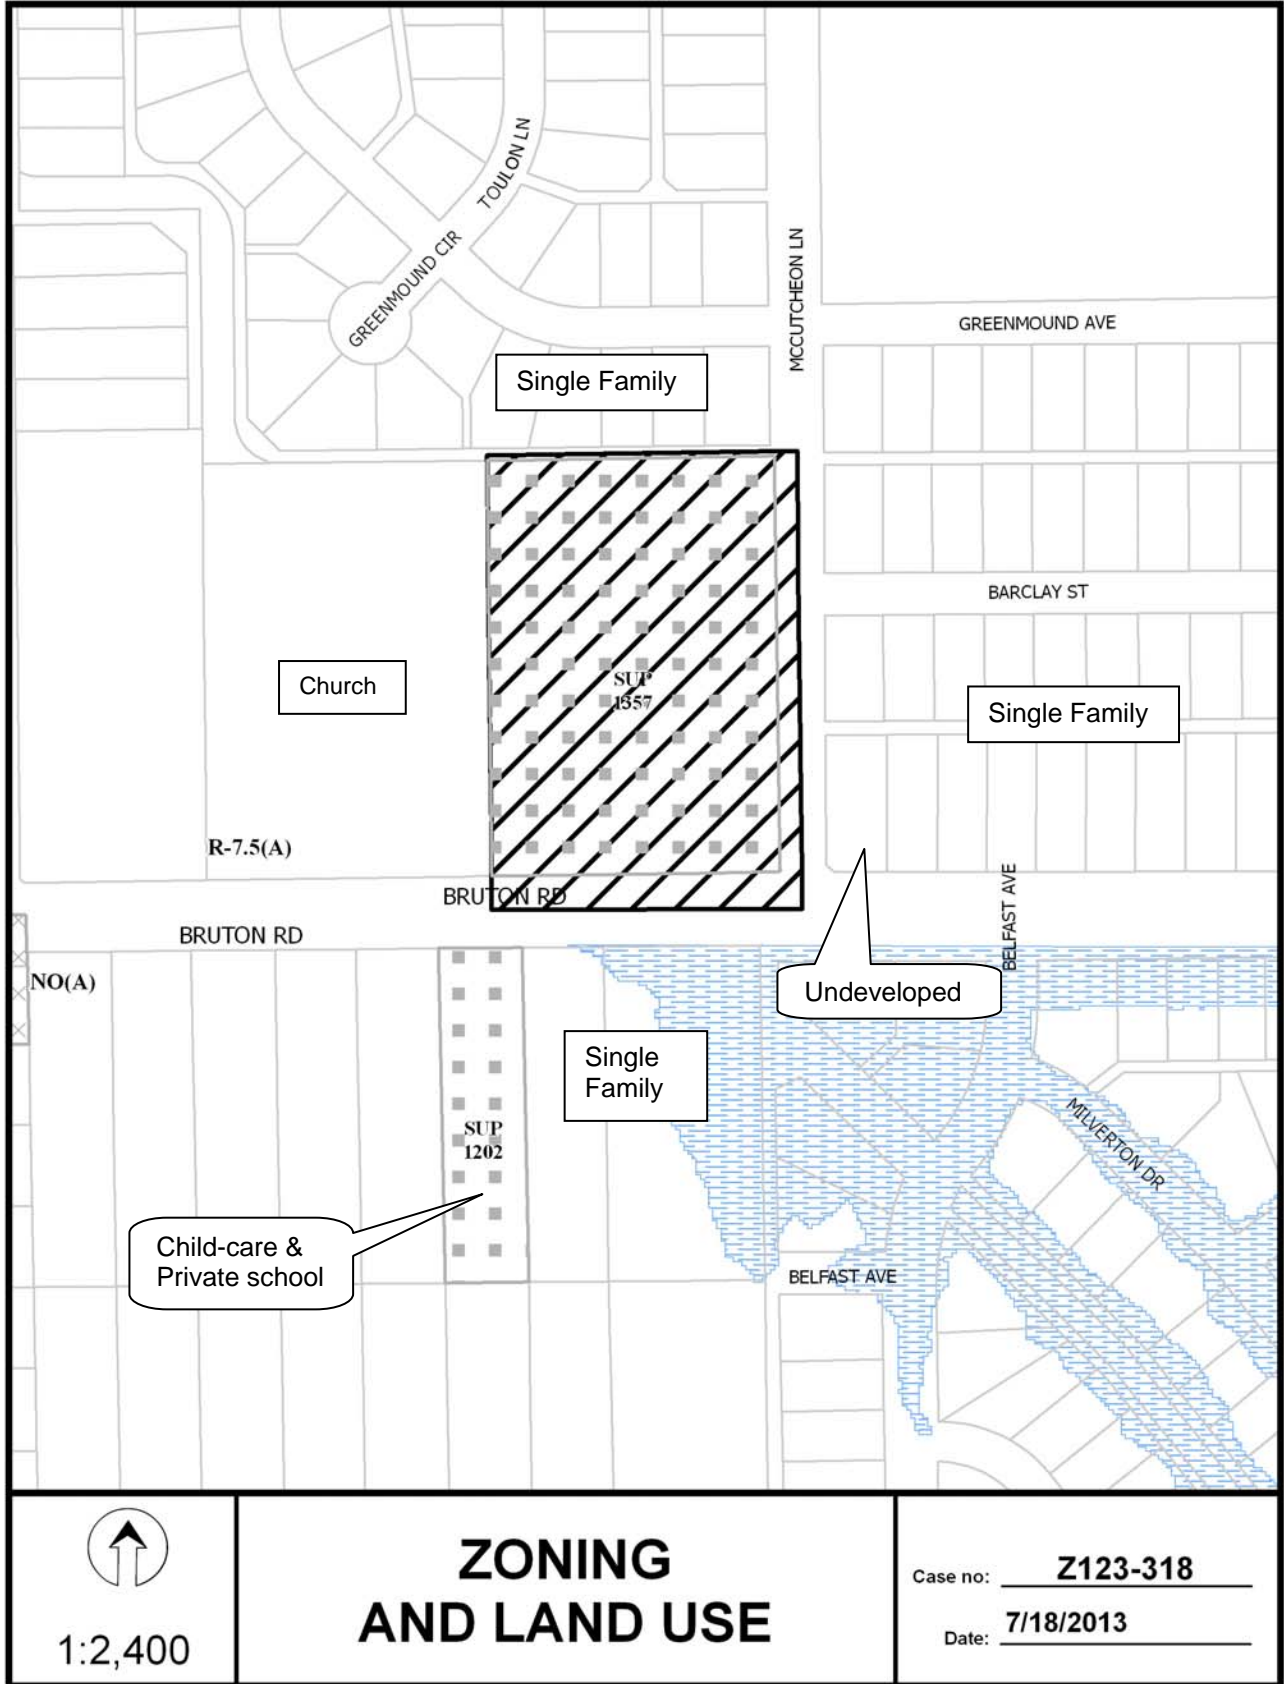 TOULON LN
GREENMOUND CIR
MCCUTCHEON LN
GREENMOUND AVE
Single Family
BARCLAY ST
Church
SUP
1357
Single Family
R-7.5(A)
BRUTON RD
BELFAST AVE
BRUTON RD
NO(A)
Undeveloped
Single
Family
MILVERTON DR
SUP
1202
Child-care &
Private school
BELFAST AVE
1:2,400
ZONING
AND LAND USE
Case no: Z123-318
Date: 7/18/2013